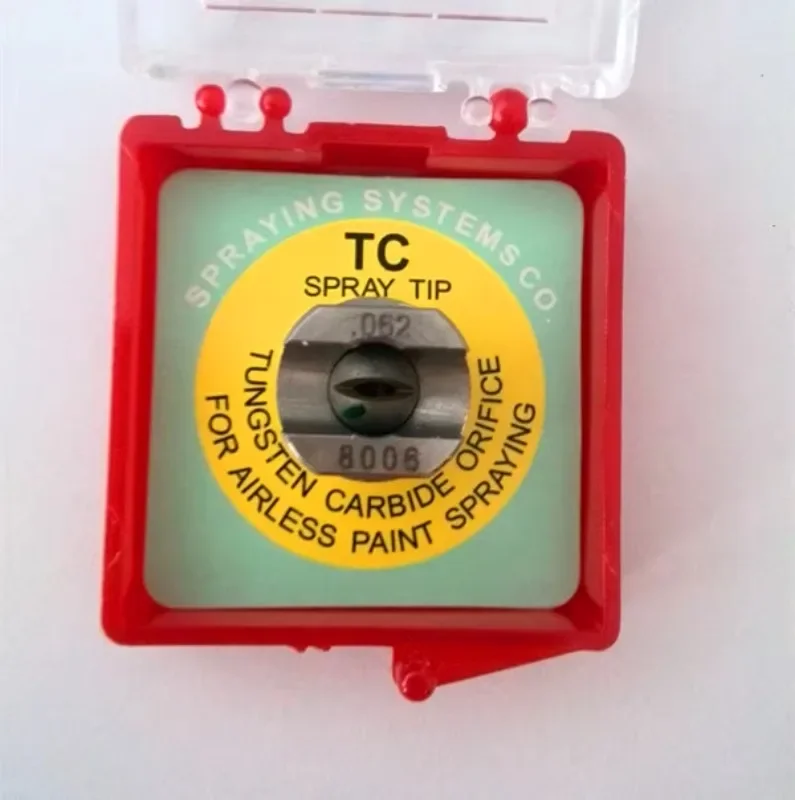 SPRAYING SYSTEMS CO.
TC
SPRAY TIP
.062
8006
TUNGSTEN CARBIDE ORIFICE
FOR AIRLESS PAINT SPRAYING